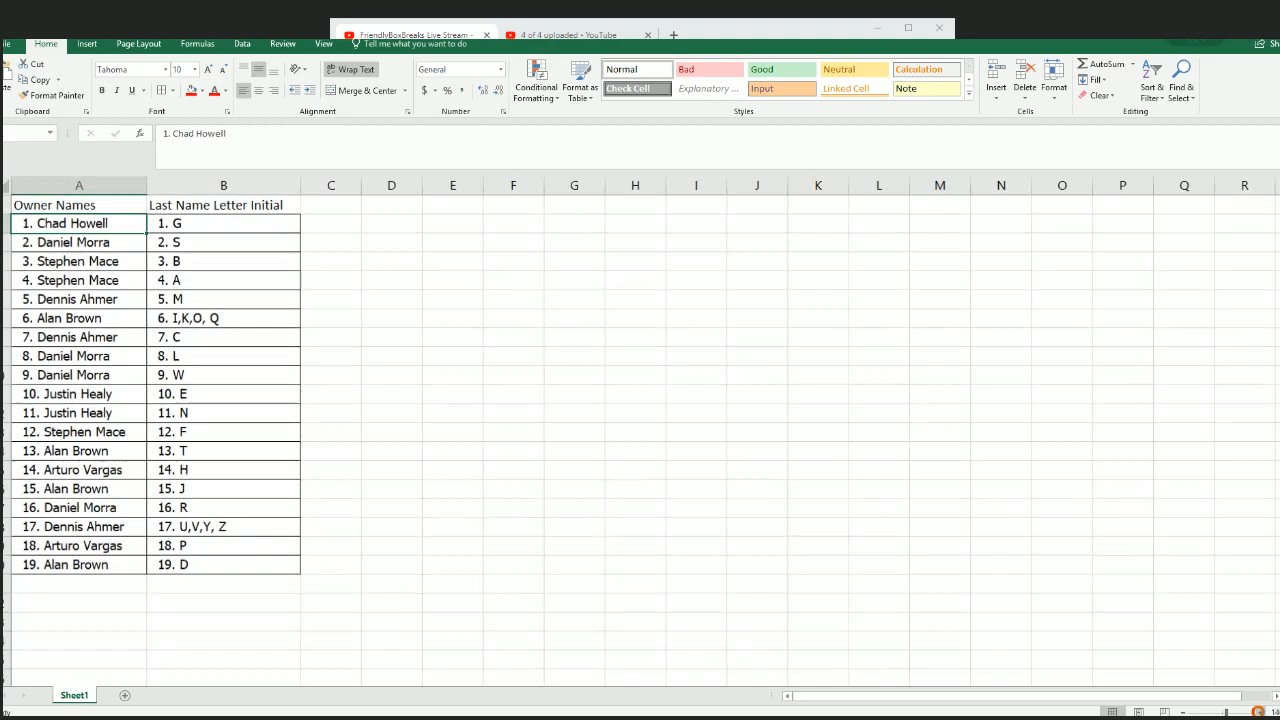 FriendlyBoxBreaks Live Stream - 4 of 4 uploaded - YouTube
Home Insert Page Layout Formulas Data Review View Tell me what you want to do
Cut Tahoma 10 Wrap Text General Normal Bad Good Neutral Calculation AutoSum
Copy Fill
Format Painter B I U Merge & Center $ % Conditional Formatting Format as Table Check Cell Explanatory ... Input Linked Cell Note Insert Delete Format Clear Sort & Filter Find & Select
Clipboard Font Alignment Number Styles Cells Editing
fx 1. Chad Howell
A B C D E F G H I J K L M N O P Q R
Owner Names Last Name Letter Initial
1. Chad Howell 1. G
2. Daniel Morra 2. S
3. Stephen Mace 3. B
4. Stephen Mace 4. A
5. Dennis Ahmer 5. M
6. Alan Brown 6. I,K,O, Q
7. Dennis Ahmer 7. C
8. Daniel Morra 8. L
9. Daniel Morra 9. W
10. Justin Healy 10. E
11. Justin Healy 11. N
12. Stephen Mace 12. F
13. Alan Brown 13. T
14. Arturo Vargas 14. H
15. Alan Brown 15. J
16. Daniel Morra 16. R
17. Dennis Ahmer 17. U,V,Y, Z
18. Arturo Vargas 18. P
19. Alan Brown 19. D
Sheet1